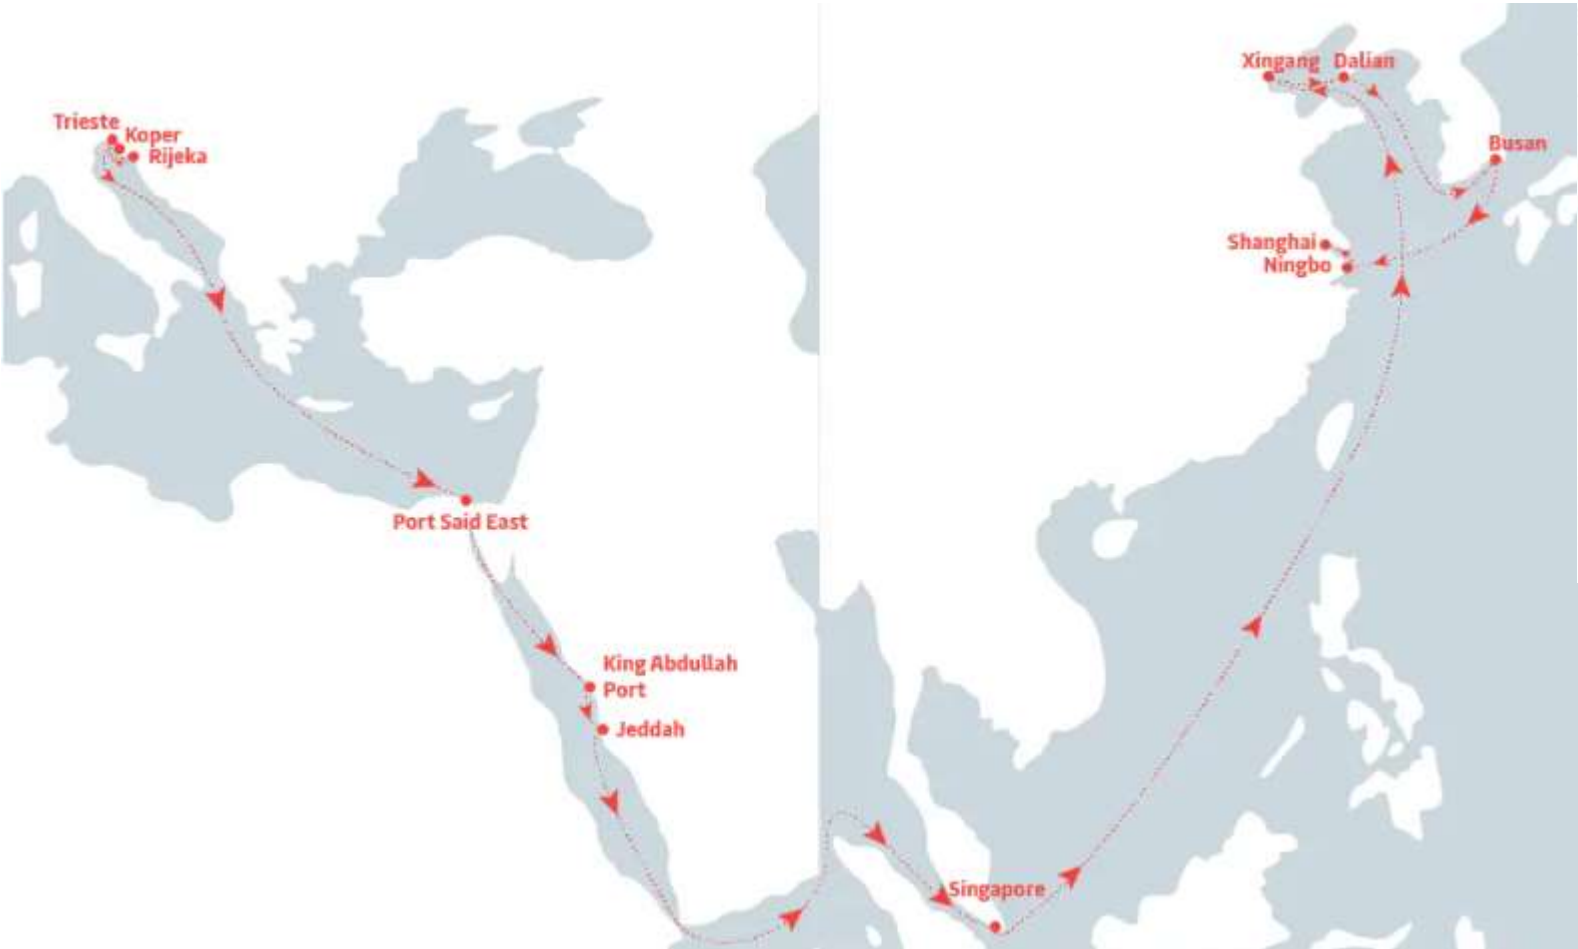 Trieste
Koper
Rijeka
Port Said East
King Abdullah
Port
Jeddah
Xingang
Dalian
Busan
Shanghai
Ningbo
Singapore